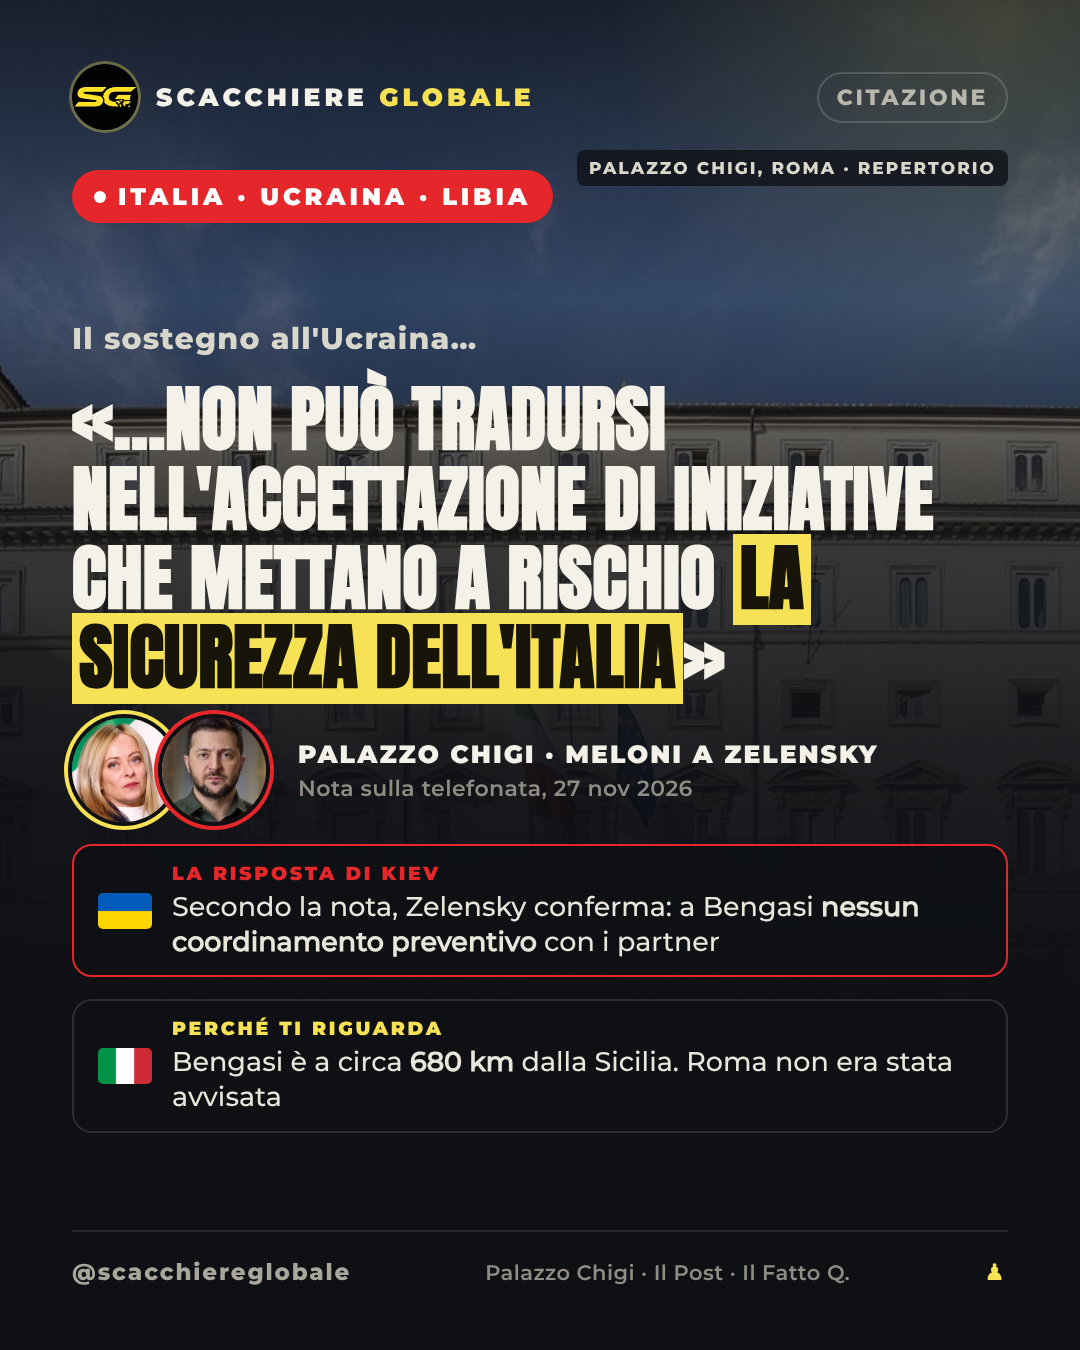 SG
SCACCHIERE GLOBALE
CITAZIONE
PALAZZO CHIGI, ROMA · REPERTORIO
ITALIA · UCRAINA · LIBIA
Il sostegno all'Ucraina...
«...NON PUÒ TRADURSI
NELL'ACCETTAZIONE DI INIZIATIVE
CHE METTANO A RISCHIO LA
SICUREZZA DELL'ITALIA»
PALAZZO CHIGI · MELONI A ZELENSKY
Nota sulla telefonata, 27 nov 2026
LA RISPOSTA DI KIEV
Secondo la nota, Zelensky conferma: a Bengasi nessun
coordinamento preventivo con i partner
PERCHÉ TI RIGUARDA
Bengasi è a circa 680 km dalla Sicilia. Roma non era stata
avvisata
@scacchiereglobale
Palazzo Chigi · Il Post · Il Fatto Q.